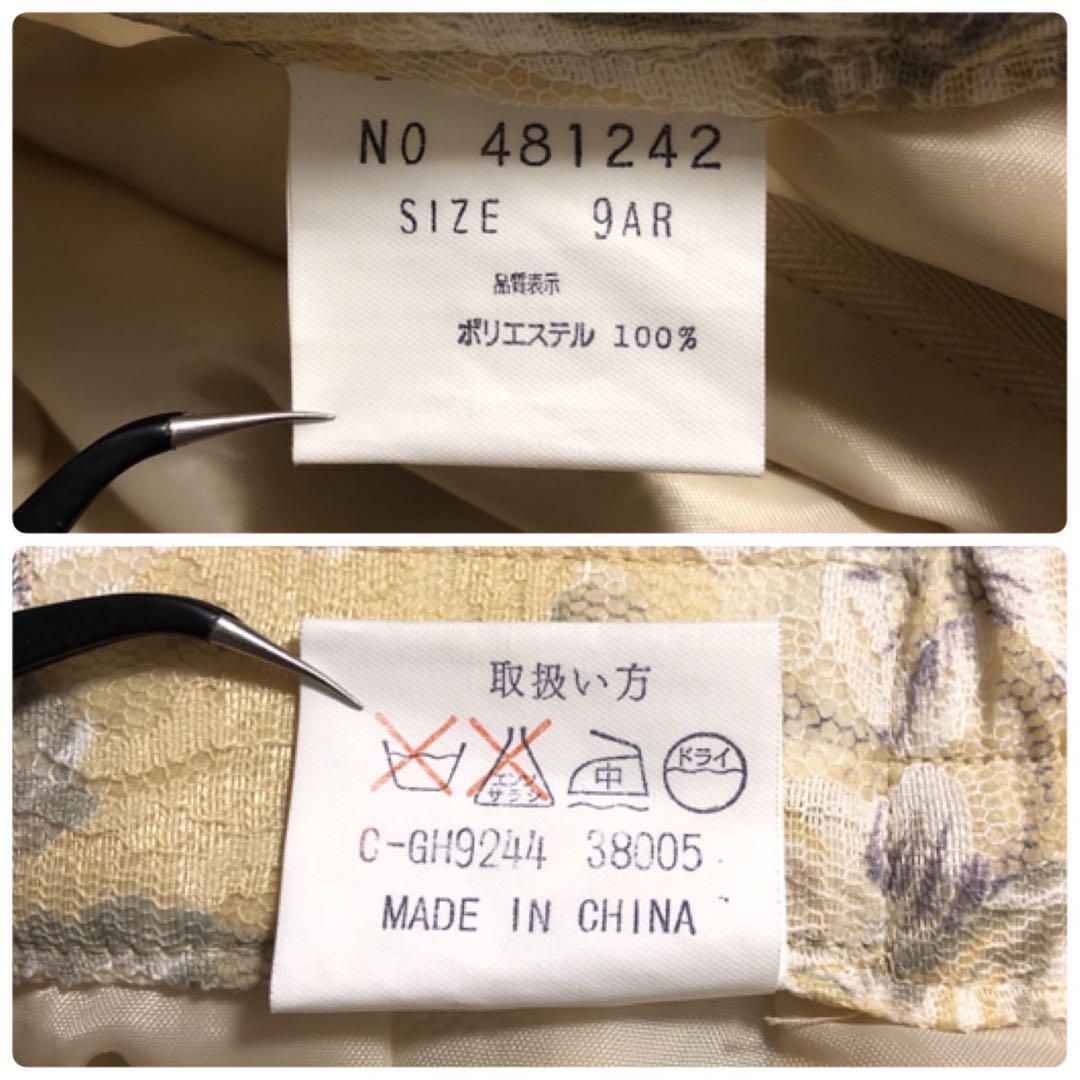 NO 481242
SIZE 9AR
品質表示
ポリエステル 100%
取扱い方
エンソ サラシ 中 ドライ
C-GH9244 38005
MADE IN CHINA